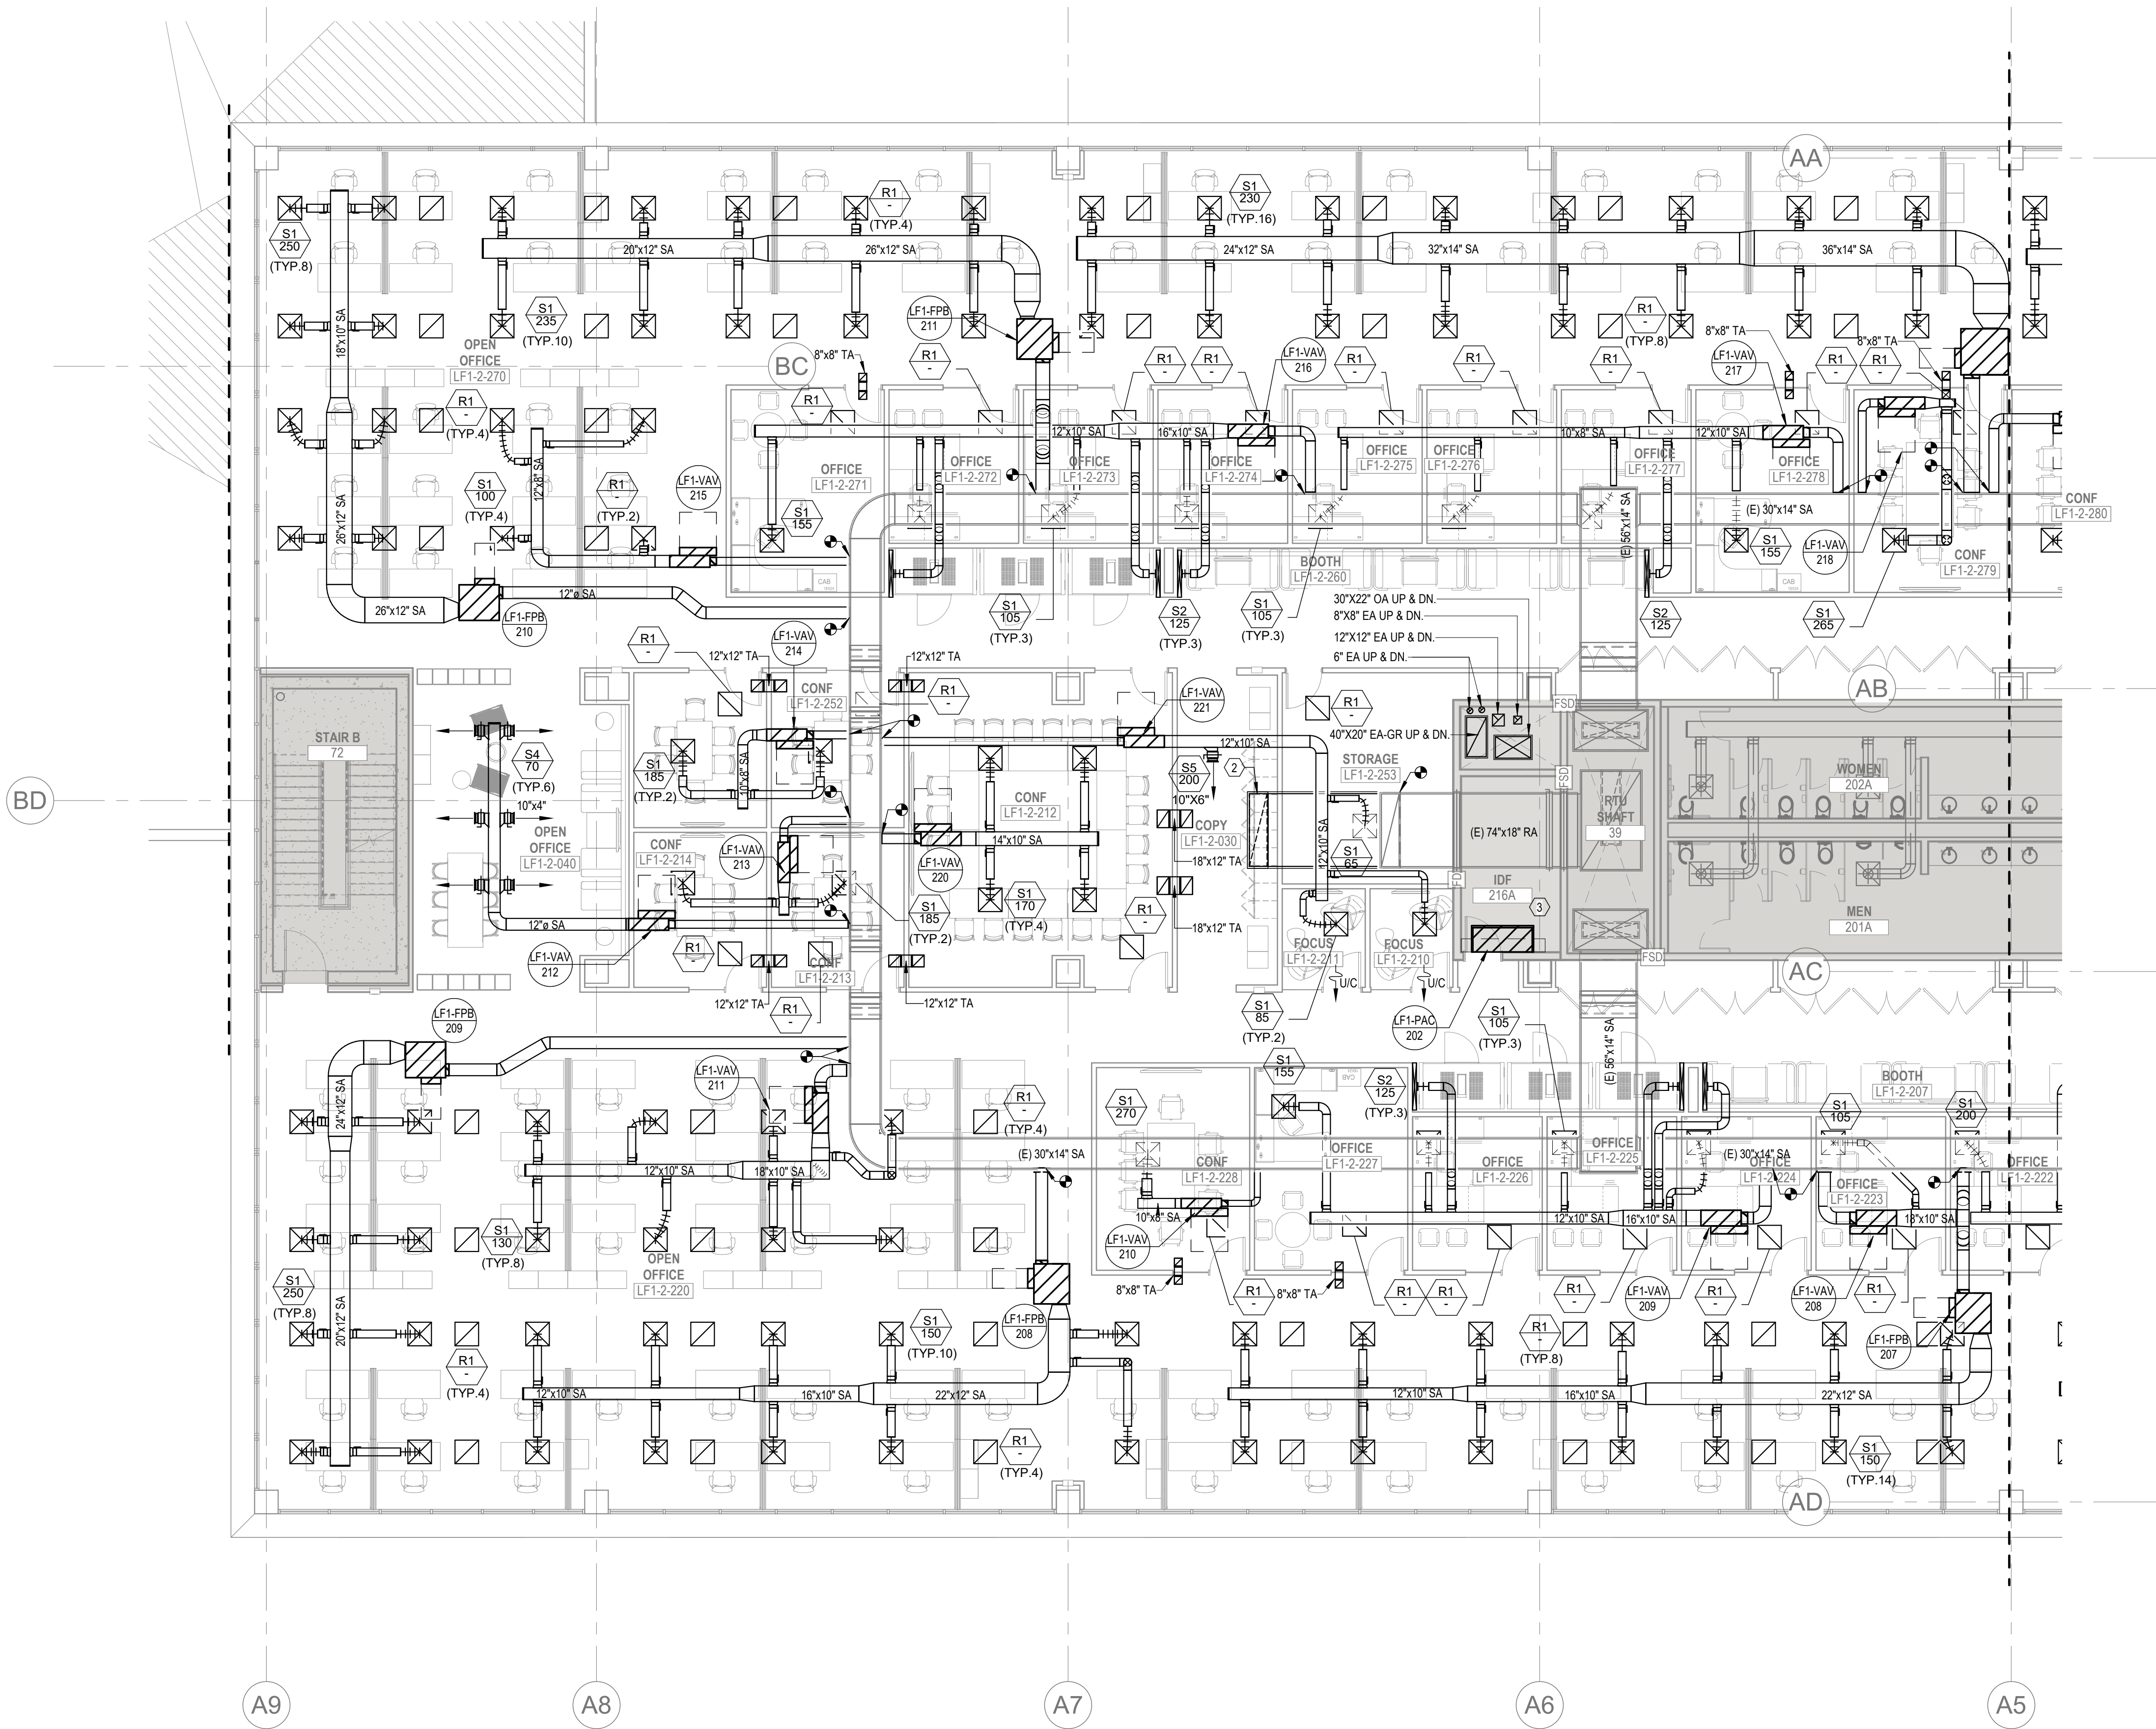 AA
S1
230
(TYP.16)
R1
-
(TYP.4)
S1
250
(TYP.8)
20"x12" SA
26"x12" SA
24"x12" SA
32"x14" SA
36"x14" SA
18"x10" SA
S1
235
(TYP.10)
LF1-FPB
211
R1
-
(TYP.8)
8"x8" TA
8"x8" TA
OPEN
OFFICE
LF1-2-270
BC
8"x8" TA
R1
-
R1
-
R1
-
LF1-VAV
216
R1
-
R1
-
R1
-
LF1-VAV
217
R1
-
R1
-
R1
-
(TYP.4)
R1
-
12"x10" SA
16"x10" SA
10"x8" SA
12"x10" SA
OFFICE
LF1-2-271
OFFICE
LF1-2-272
OFFICE
LF1-2-273
OFFICE
LF1-2-274
OFFICE
LF1-2-275
OFFICE
LF1-2-276
OFFICE
LF1-2-277
OFFICE
LF1-2-278
S1
100
(TYP.4)
12"x8"SA
R1
-
(TYP.2)
LF1-VAV
215
S1
155
26"x12" SA
(E) 56"x14" SA
(E) 30"x14" SA
CONF
LF1-2-280
S1
155
LF1-VAV
218
CONF
LF1-2-279
BOOTH
LF1-2-260
CAB
CAB
26"x12" SA
LF1-FPB
210
12"ø SA
S1
105
(TYP.3)
S2
125
(TYP.3)
S1
105
(TYP.3)
30"X22" OA UP & DN.
8"X8" EA UP & DN.
12"X12" EA UP & DN.
6" EA UP & DN.
S2
125
S1
265
R1
-
LF1-VAV
214
12"x12" TA
12"x12" TA
CONF
LF1-2-252
R1
-
LF1-VAV
221
R1
-
AB
FSD
40"X20" EA-GR UP & DN.
STAIR B
72
S4
70
(TYP.6)
S1
185
(TYP.2)
10"x8" SA
12"x10" SA
S5
200
10"X6"
2
STORAGE
LF1-2-253
FSD
WOMEN
202A
BD
10"x4"
OPEN
OFFICE
LF1-2-040
CONF
LF1-2-214
LF1-VAV
213
LF1-VAV
220
CONF
LF1-2-212
14"x10" SA
COPY
LF1-2-030
18"x12" TA
12"x10" SA
S1
65
(E) 74"x18" RA
RTU
SHAFT
39
FD
IDF
216A
3
12"ø SA
LF1-VAV
212
R1
-
S1
185
(TYP.2)
S1
170
(TYP.4)
R1
-
18"x12" TA
MEN
201A
CONF
LF1-2-213
FOCUS
LF1-2-211
FOCUS
LF1-2-210
U/C
U/C
FSD
AC
12"x12" TA
R1
-
12"x12" TA
S1
85
(TYP.2)
LF1-PAC
202
S1
105
(TYP.3)
LF1-FPB
209
24"x12" SA
LF1-VAV
211
R1
-
(TYP.4)
S1
155
CAB
S2
125
(TYP.3)
(E) 56"x14" SA
BOOTH
LF1-2-207
S1
270
S1
105
S1
200
12"x10" SA
18"x10" SA
(E) 30"x14" SA
CONF
LF1-2-228
OFFICE
LF1-2-227
OFFICE
LF1-2-226
OFFICE
LF1-2-225
(E) 30"x14" SA
OFFICE
LF1-2-224
OFFICE
LF1-2-223
OFFICE
LF1-2-222
10"x8" SA
12"x10" SA
16"x10" SA
18"x10" SA
S1
130
(TYP.8)
OPEN
OFFICE
LF1-2-220
LF1-VAV
210
S1
250
(TYP.8)
20"x12" SA
8"x8" TA
R1
-
8"x8" TA
R1
-
R1
-
R1
-
LF1-VAV
209
R1
-
LF1-VAV
208
R1
-
S1
150
(TYP.10)
LF1-FPB
208
R1
-
(TYP.8)
LF1-FPB
207
R1
-
(TYP.4)
12"x10" SA
16"x10" SA
22"x12" SA
12"x10" SA
16"x10" SA
22"x12" SA
R1
-
(TYP.4)
S1
150
(TYP.14)
AD
A9
A8
A7
A6
A5